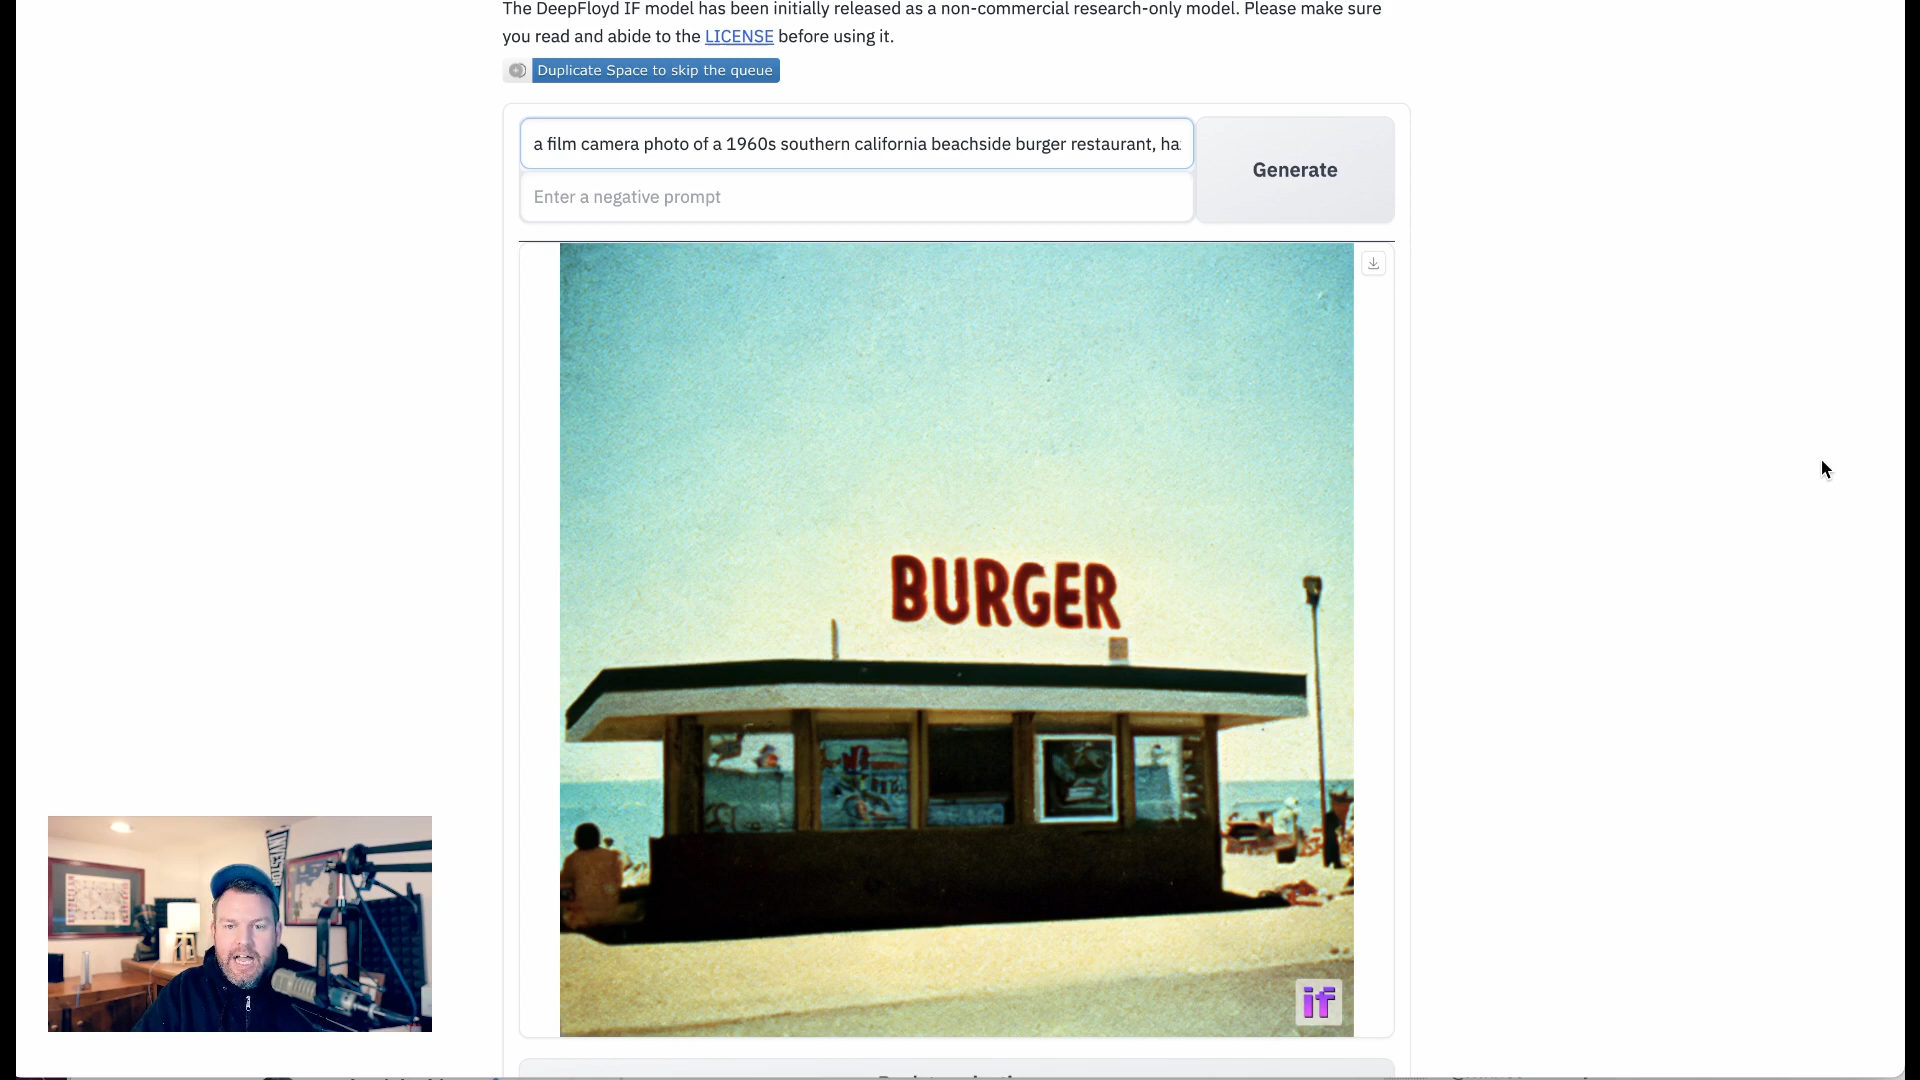 The DeepFloyd IF model has been initially released as a non-commercial research-only model. Please make sure
you read and abide to the LICENSE before using it.
Duplicate Space to skip the queue
a film camera photo of a 1960s southern california beachside burger restaurant, ha
Generate
Enter a negative prompt
BURGER
if